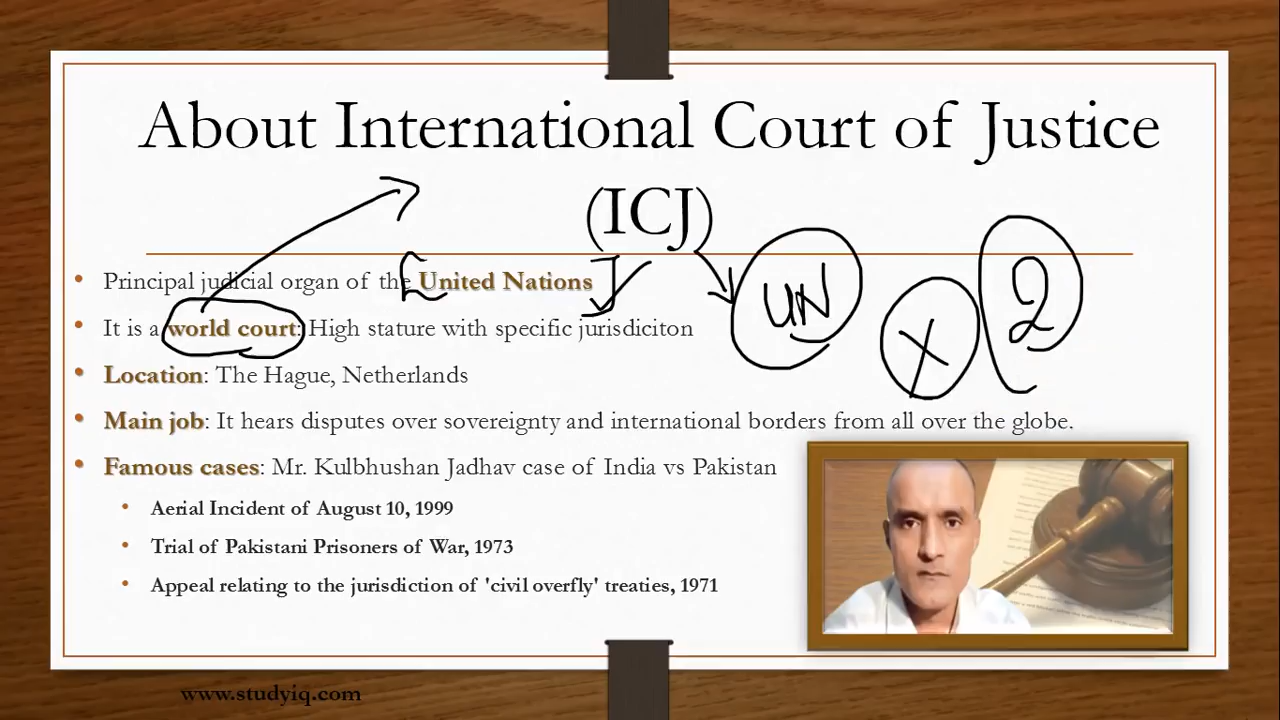 About International Court of Justice
(ICJ)
• Principal judicial organ of the United Nations
• It is a world court: High stature with specific jurisdiciton
UN
X
2
• Location: The Hague, Netherlands
• Main job: It hears disputes over sovereignty and international borders from all over the globe.
• Famous cases: Mr. Kulbhushan Jadhav case of India vs Pakistan
• Aerial Incident of August 10, 1999
• Trial of Pakistani Prisoners of War, 1973
• Appeal relating to the jurisdiction of 'civil overfly' treaties, 1971
www.studyiq.com